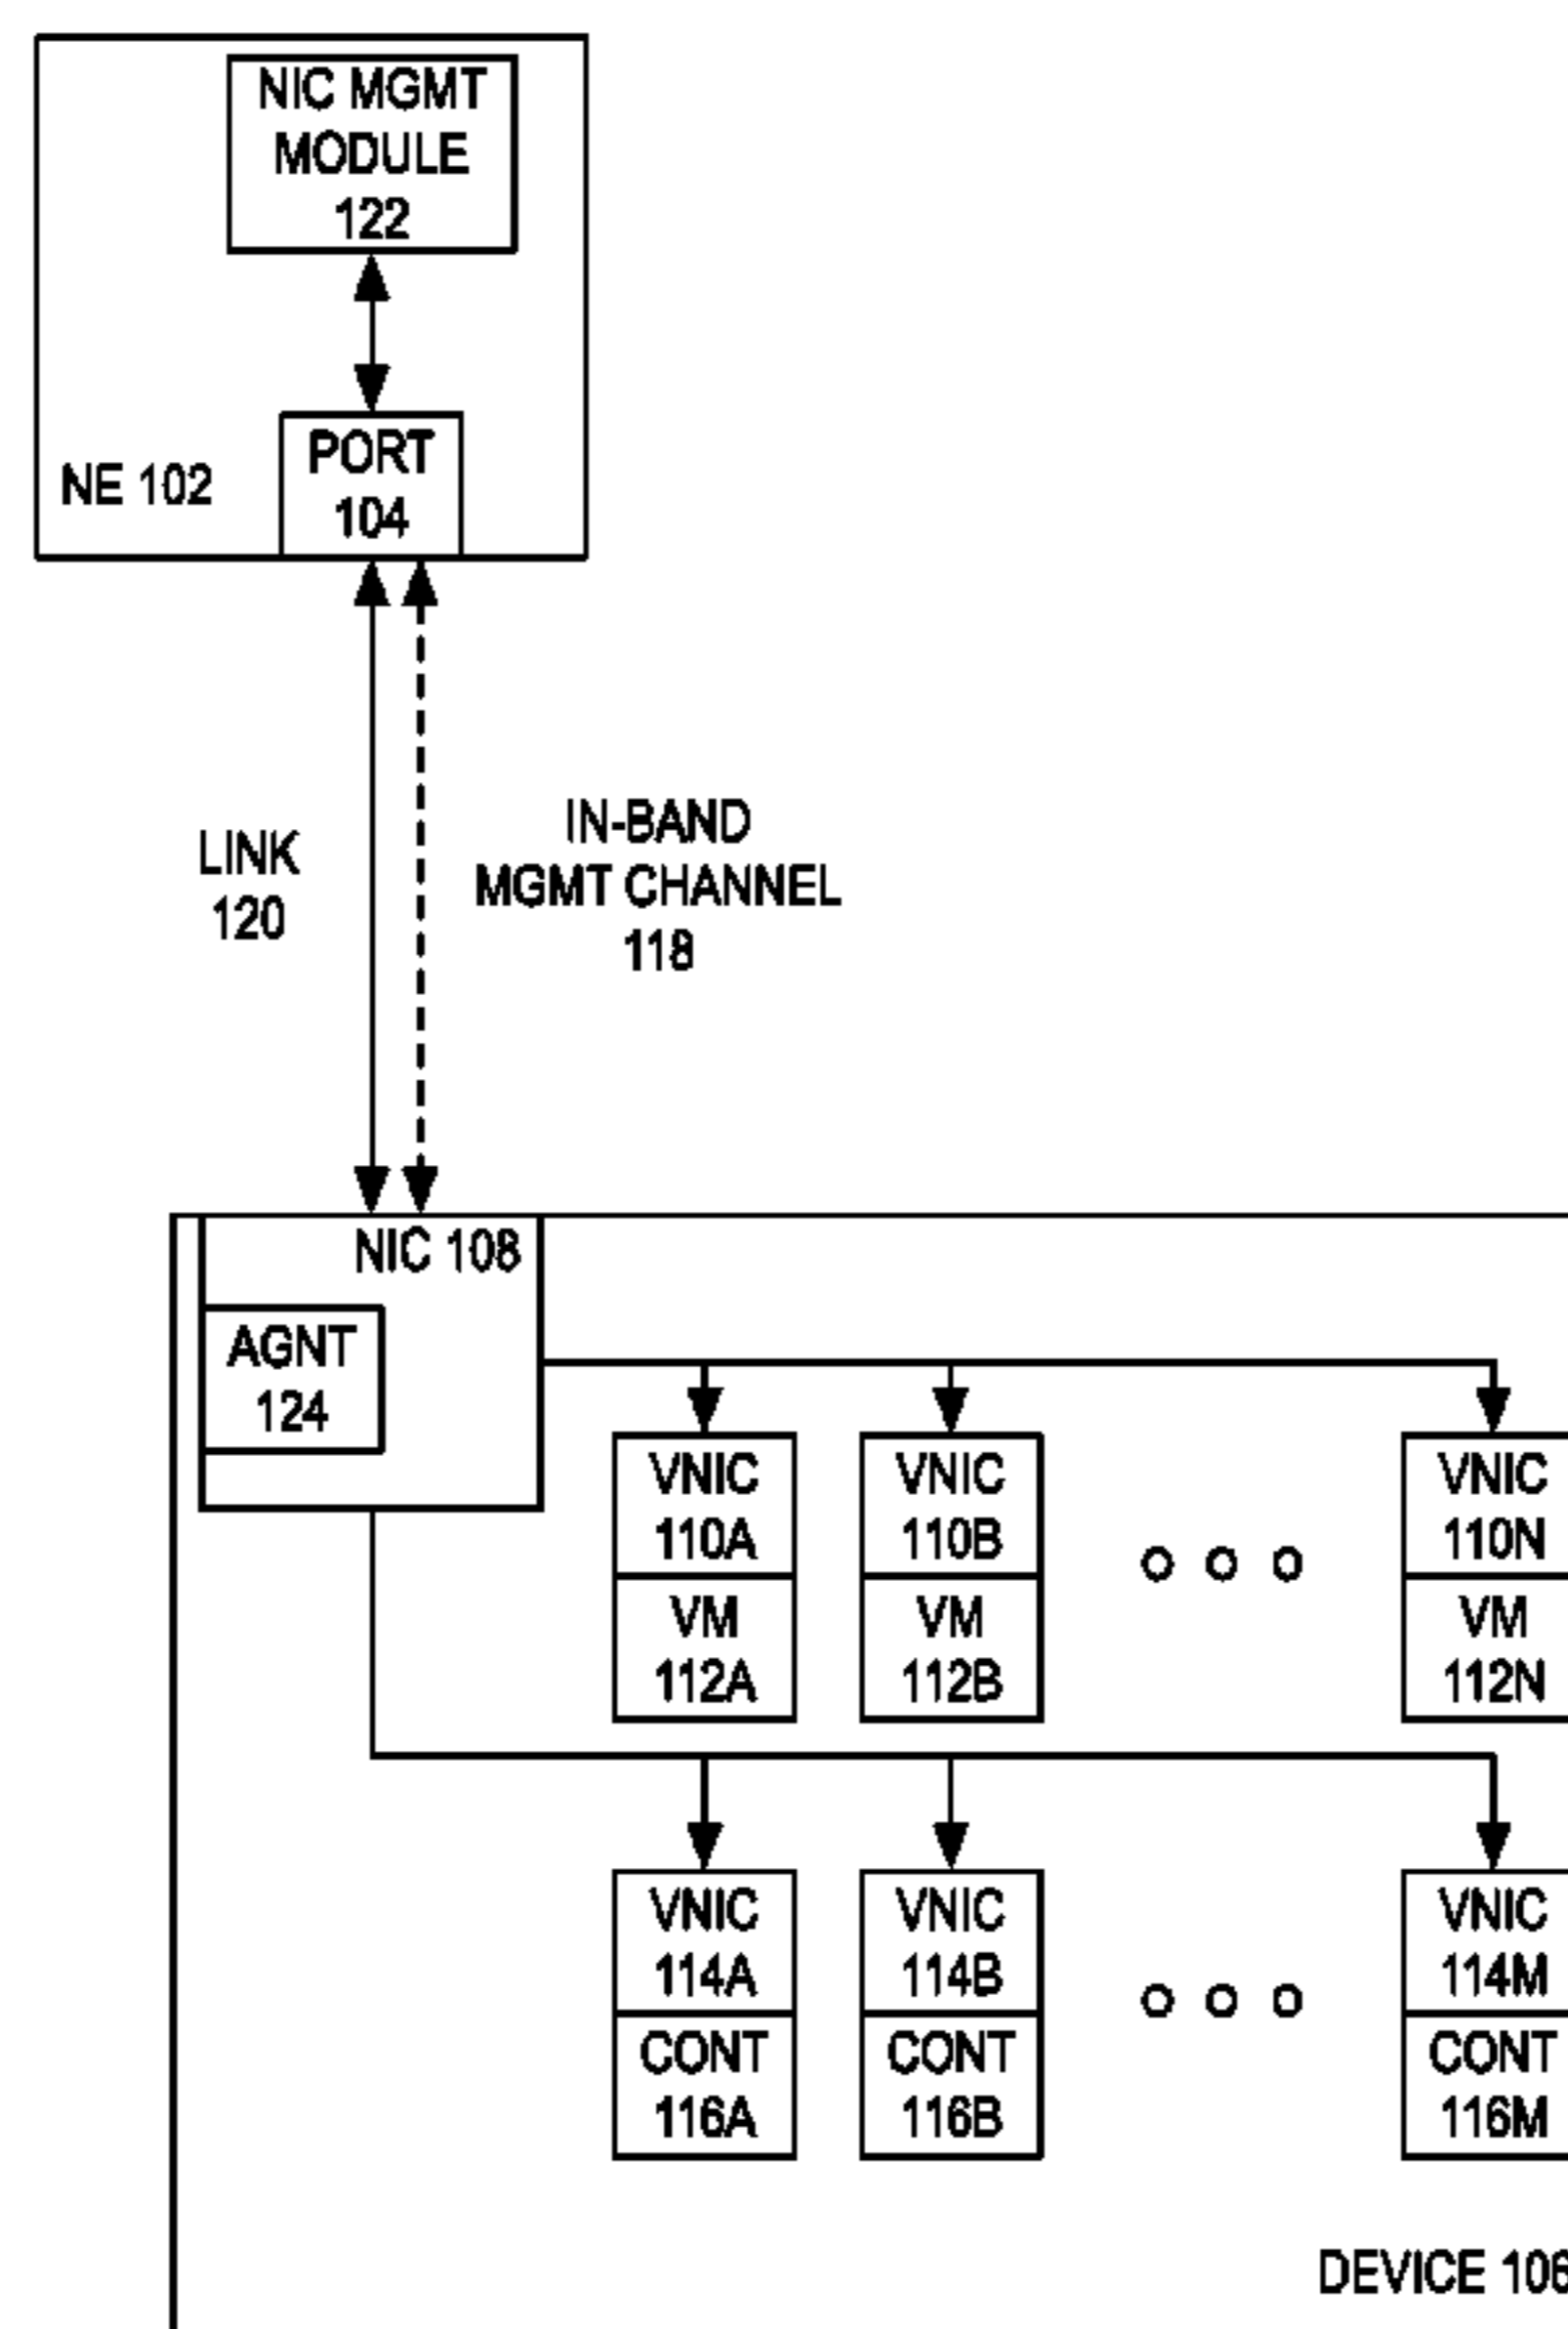 NIC MGMT
MODULE
122
PORT
104
NE 102
LINK
120
IN-BAND
MGMT CHANNEL
118
NIC 108
AGNT
124
VNIC
110A
VM
112A
VNIC
110B
VM
112B
VNIC
110N
VM
112N
VNIC
114A
CONT
116A
VNIC
114B
CONT
116B
VNIC
114M
CONT
116M
DEVICE 106